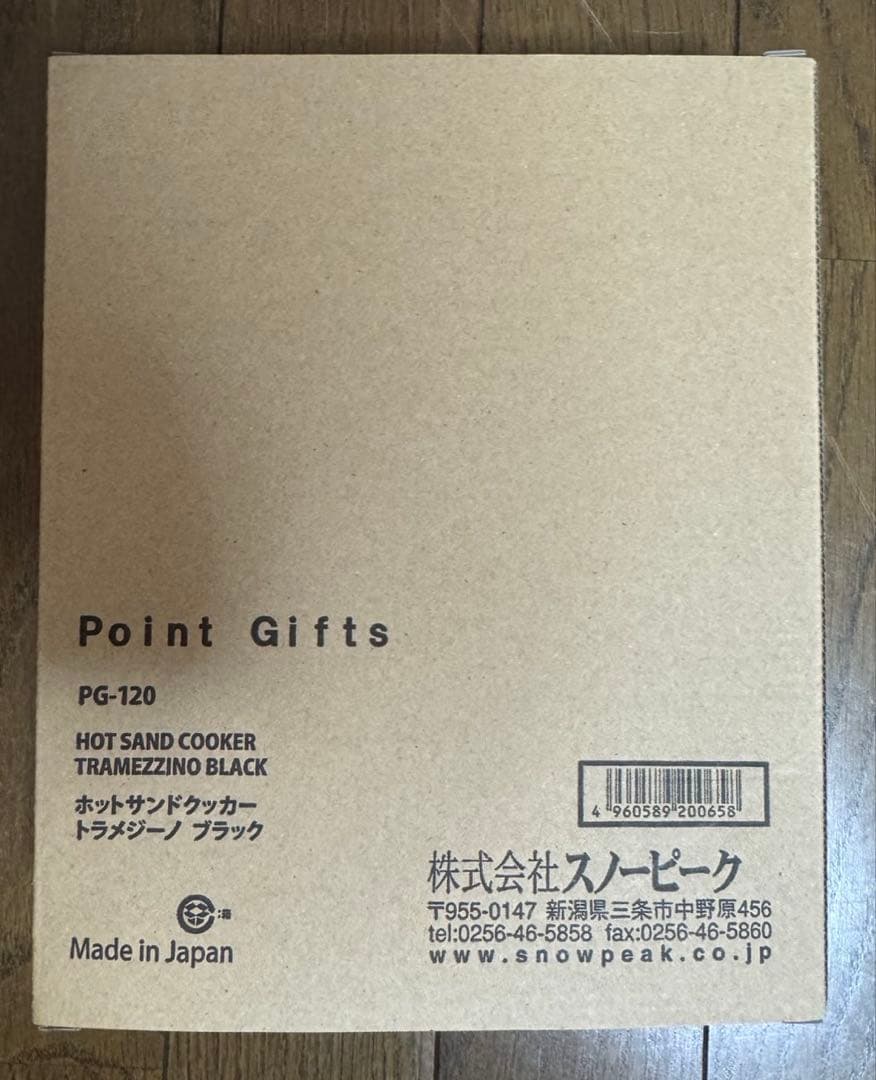 Point Gifts
PG-120
HOT SAND COOKER
TRAMEZZINO BLACK
ホットサンドクッカー
トラメジーノ ブラック
4 960589 200658
株式会社スノーピーク
〒955-0147 新潟県三条市中野原456
tel:0256-46-5858 fax:0256-46-5860
www.snowpeak.co.jp
Made in Japan